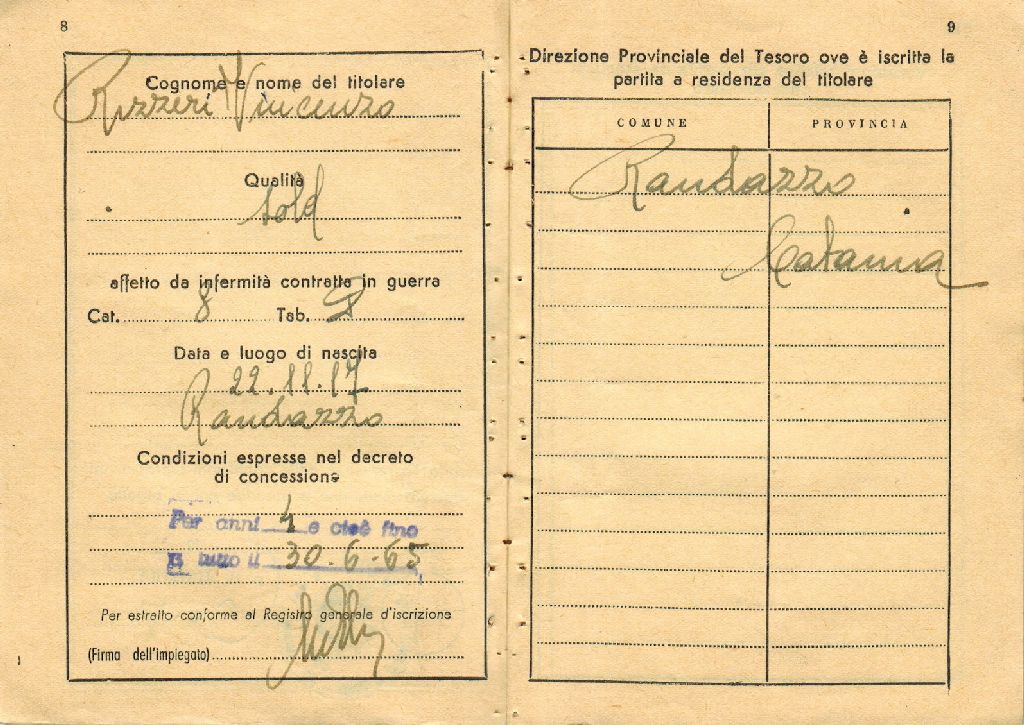 8
Cognome e nome del titolare
Rizzeri Vincenzo
Qualità
sold
affetto da infermità contratta in guerra
Cat. 8 Tab.
Data e luogo di nascita
22.11.17
Randazzo
Condizioni espresse nel decreto
di concessione
Per anni 4 e cioè fino
a tutto il 30.6.65
Per estratto conforme al Registro generale d'iscrizione
(Firma dell'impiegato)
9
Direzione Provinciale del Tesoro ove è iscritta la
partita a residenza del titolare
COMUNE PROVINCIA
Randazzo
Catania